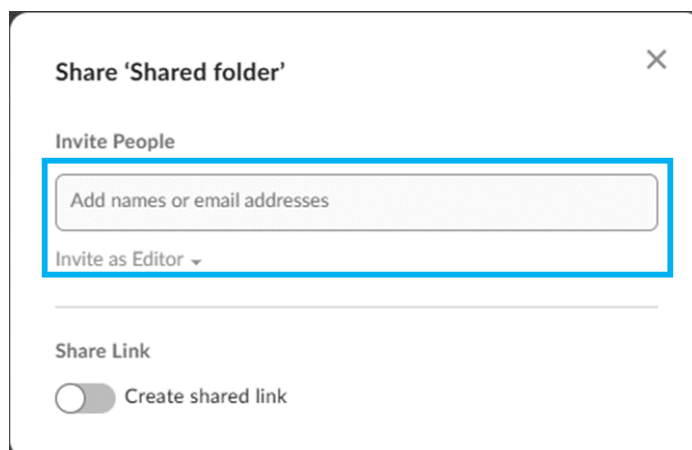 Share ‘Shared folder’
Invite People
Add names or email addresses
Invite as Editor
Share Link
Create shared link